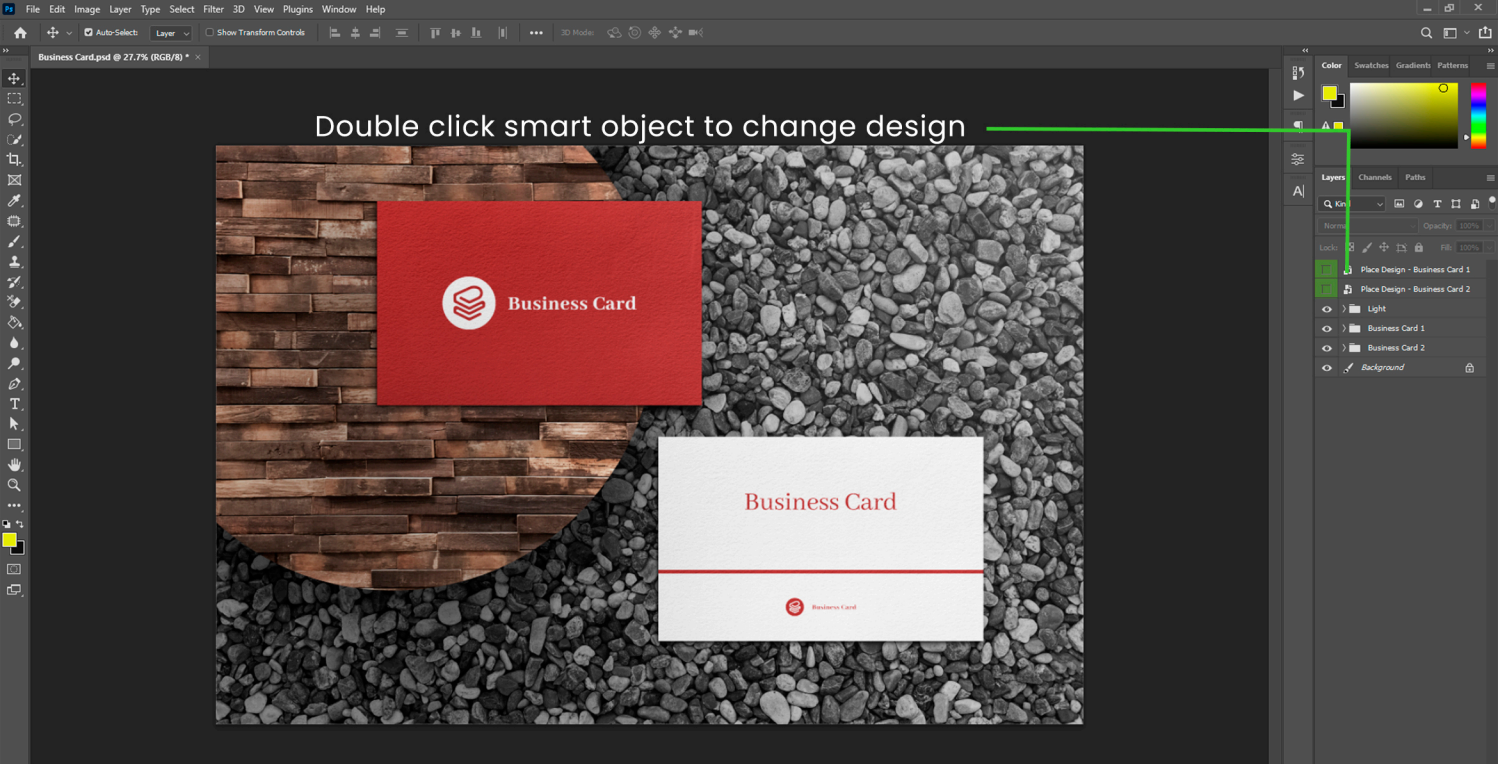 Ps File Edit Image Layer Type Select Filter 3D View Plugins Window Help
Auto-Select: Layer Show Transform Controls 3D Mode:
Business Card.psd @ 27.7% (RGB/8) *
Color Swatches Gradients Patterns
Double click smart object to change design
Layers Channels Paths
Opacity: 100%
Lock: Fill: 100%
Place Design - Business Card 1
Place Design - Business Card 2
Light
Business Card 1
Business Card 2
Background
Business Card
Business Card
Business Card